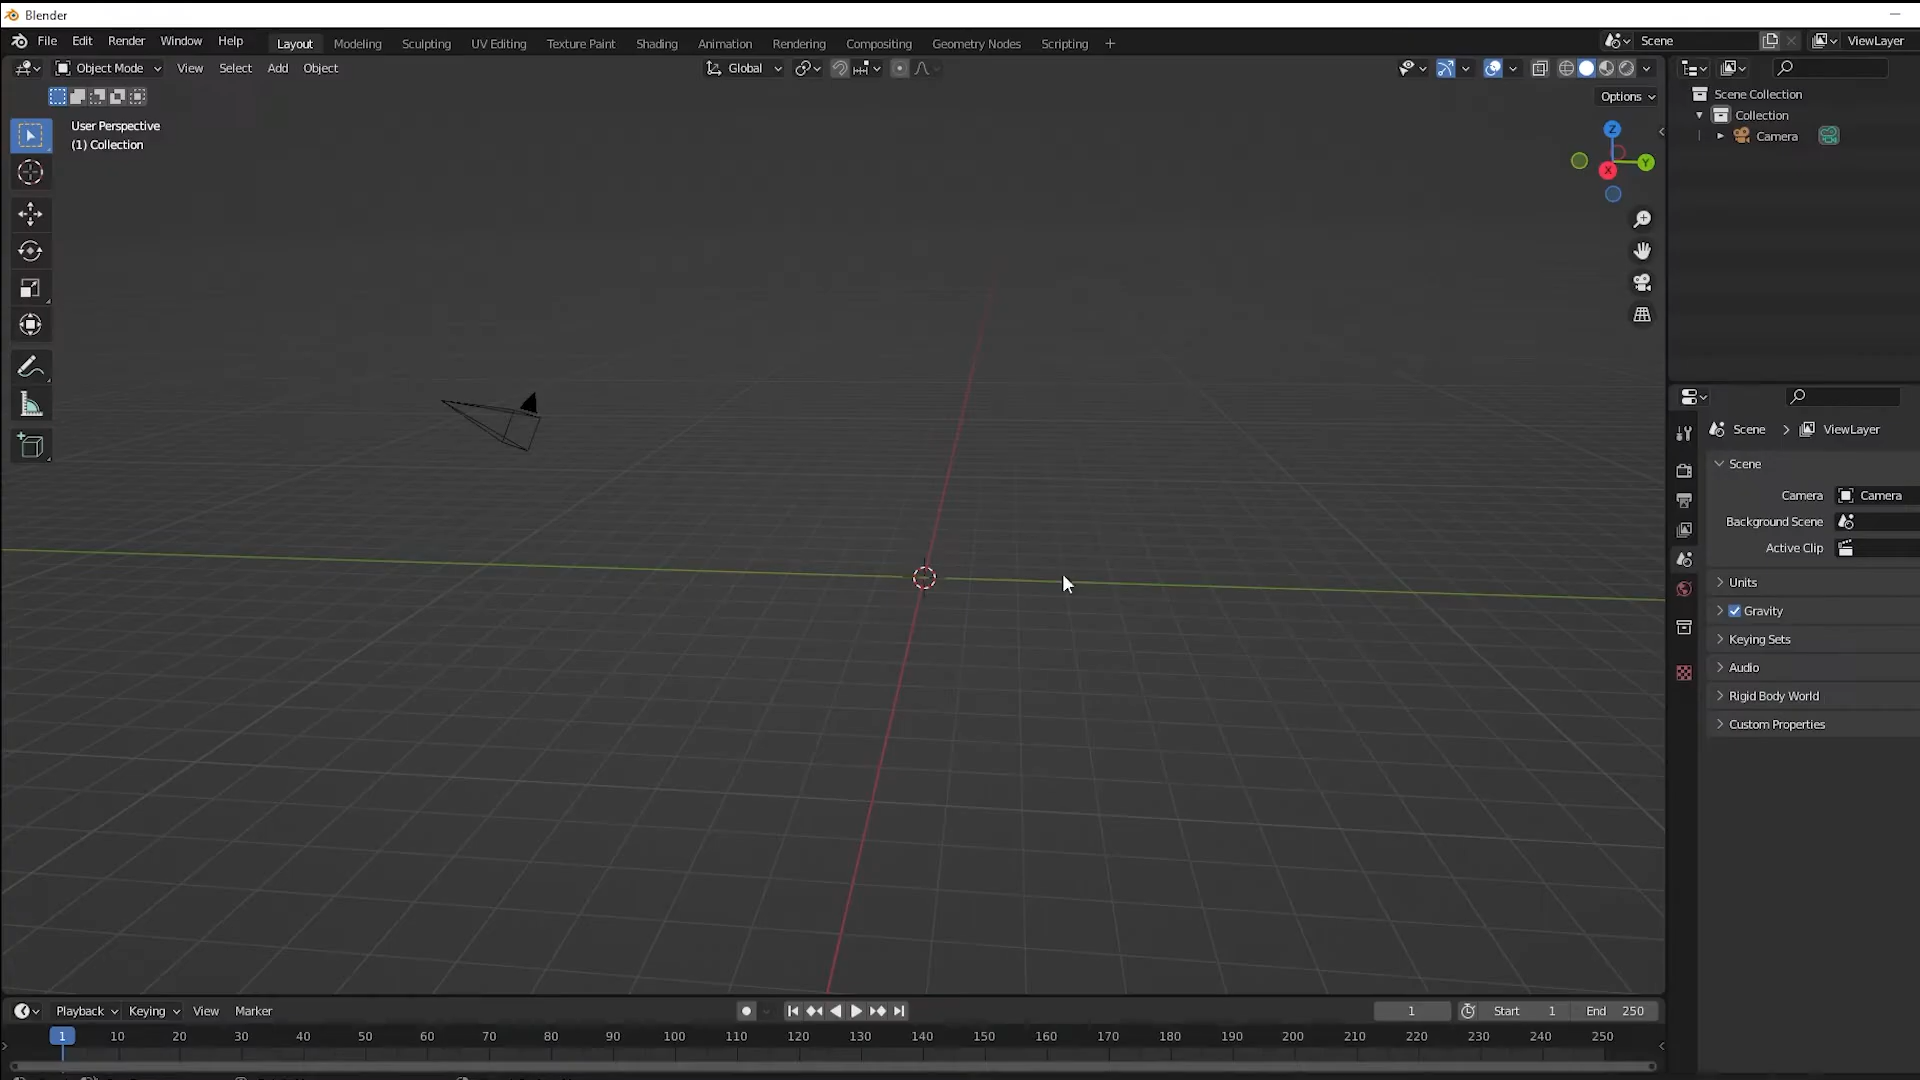 Blender
File Edit Render Window Help Layout Modeling Sculpting UV Editing Texture Paint Shading Animation Rendering Compositing Geometry Nodes Scripting + Scene ViewLayer
Object Mode View Select Add Object Global
Options
User Perspective
(1) Collection
Z
Y
X
Scene Collection
Collection
Camera
Scene > ViewLayer
Scene
Camera Camera
Background Scene
Active Clip
Units
Gravity
Keying Sets
Audio
Rigid Body World
Custom Properties
Playback Keying View Marker 1 Start 1 End 250
1 10 20 30 40 50 60 70 80 90 100 110 120 130 140 150 160 170 180 190 200 210 220 230 240 250